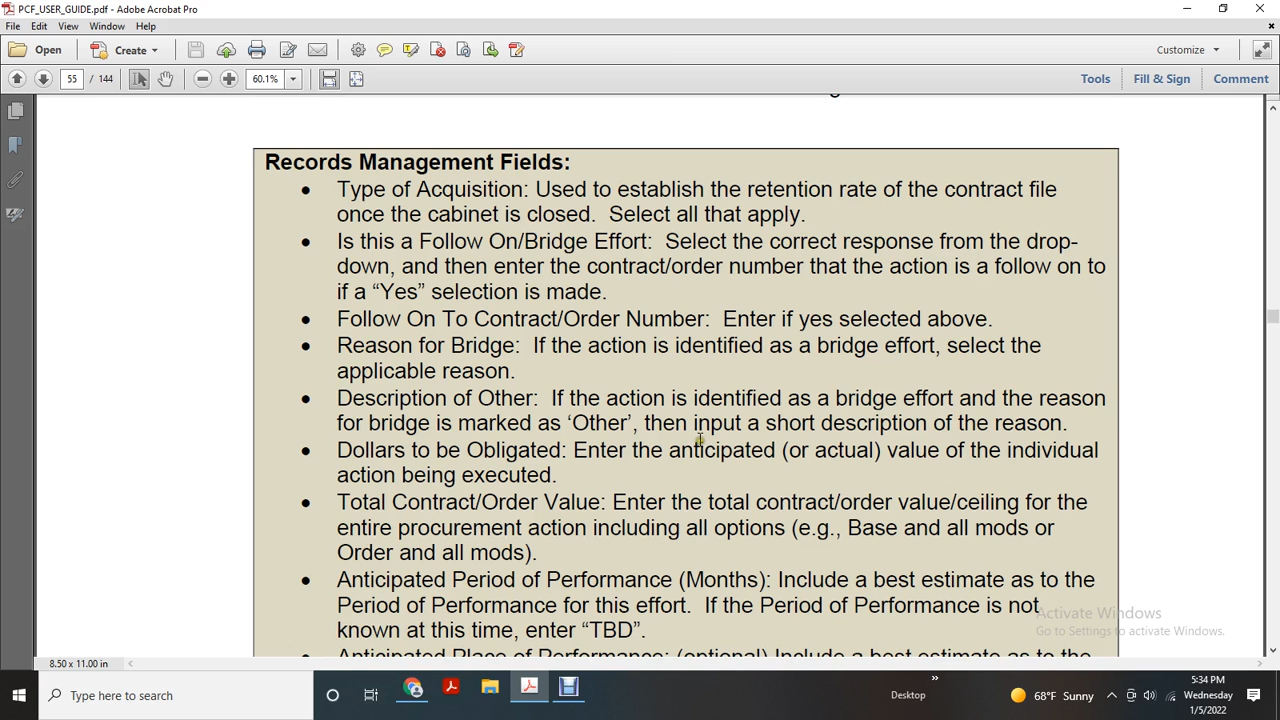 PCF_USER_GUIDE.pdf - Adobe Acrobat Pro
File Edit View Window Help
Open Create Customize
55 / 144 60.1% Tools Fill & Sign Comment
Records Management Fields:
• Type of Acquisition: Used to establish the retention rate of the contract file
once the cabinet is closed. Select all that apply.
• Is this a Follow On/Bridge Effort: Select the correct response from the drop-
down, and then enter the contract/order number that the action is a follow on to
if a “Yes” selection is made.
• Follow On To Contract/Order Number: Enter if yes selected above.
• Reason for Bridge: If the action is identified as a bridge effort, select the
applicable reason.
• Description of Other: If the action is identified as a bridge effort and the reason
for bridge is marked as ‘Other’, then input a short description of the reason.
• Dollars to be Obligated: Enter the anticipated (or actual) value of the individual
action being executed.
• Total Contract/Order Value: Enter the total contract/order value/ceiling for the
entire procurement action including all options (e.g., Base and all mods or
Order and all mods).
• Anticipated Period of Performance (Months): Include a best estimate as to the
Period of Performance for this effort. If the Period of Performance is not
known at this time, enter “TBD”.
Activate Windows
Go to Settings to activate Windows.
• Anticipated Place of Performance: (optional) Include a best estimate as to the
8.50 x 11.00 in
Type here to search Desktop 68°F Sunny
5:34 PM
Wednesday
1/5/2022